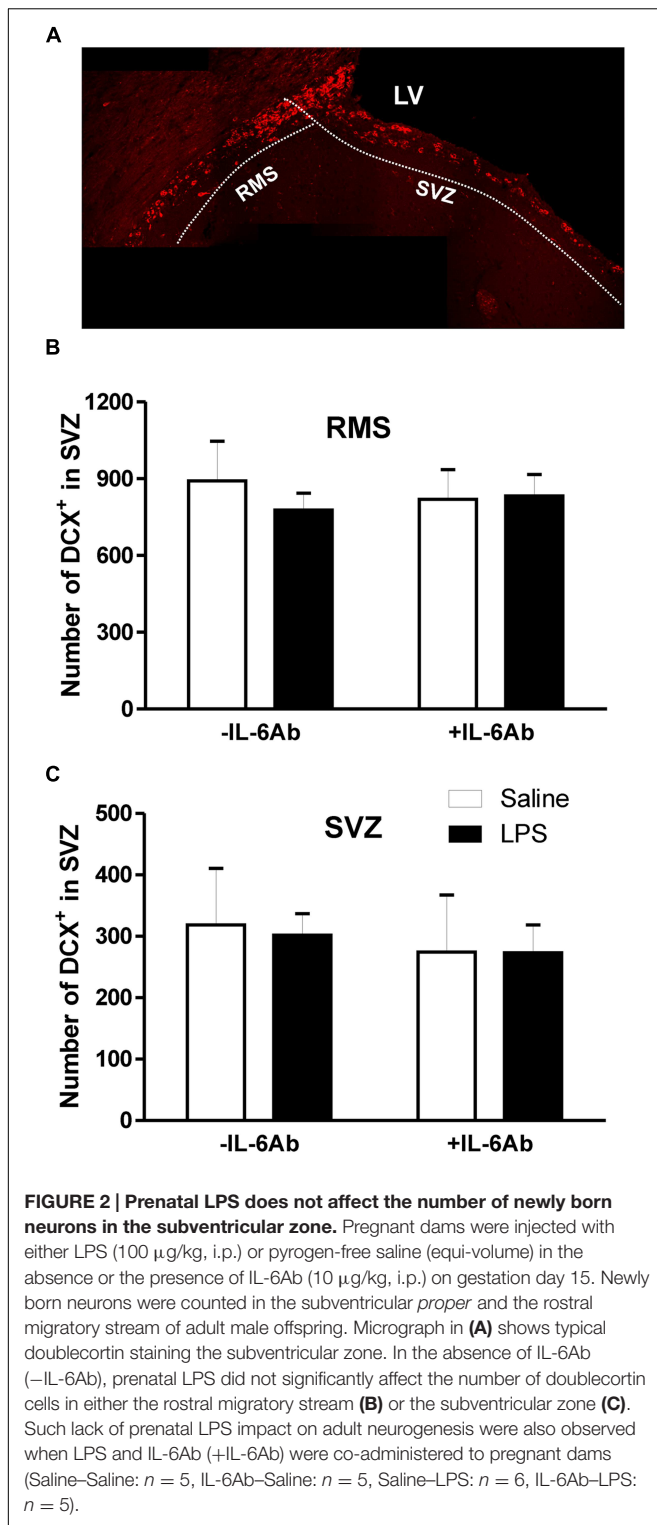 A
LV
RMS
SVZ
B
RMS
Number of DCX+ in SVZ
1200
900
600
300
0
-IL-6Ab
+IL-6Ab
C
SVZ
Saline
LPS
Number of DCX+ in SVZ
500
400
300
200
100
0
-IL-6Ab
+IL-6Ab
FIGURE 2 | Prenatal LPS does not affect the number of newly born
neurons in the subventricular zone. Pregnant dams were injected with
either LPS (100 μg/kg, i.p.) or pyrogen-free saline (equi-volume) in the
absence or the presence of IL-6Ab (10 μg/kg, i.p.) on gestation day 15. Newly
born neurons were counted in the subventricular proper and the rostral
migratory stream of adult male offspring. Micrograph in (A) shows typical
doublecortin staining the subventricular zone. In the absence of IL-6Ab
(−IL-6Ab), prenatal LPS did not significantly affect the number of doublecortin
cells in either the rostral migratory stream (B) or the subventricular zone (C).
Such lack of prenatal LPS impact on adult neurogenesis were also observed
when LPS and IL-6Ab (+IL-6Ab) were co-administered to pregnant dams
(Saline–Saline: n = 5, IL-6Ab–Saline: n = 5, Saline–LPS: n = 6, IL-6Ab–LPS:
n = 5).